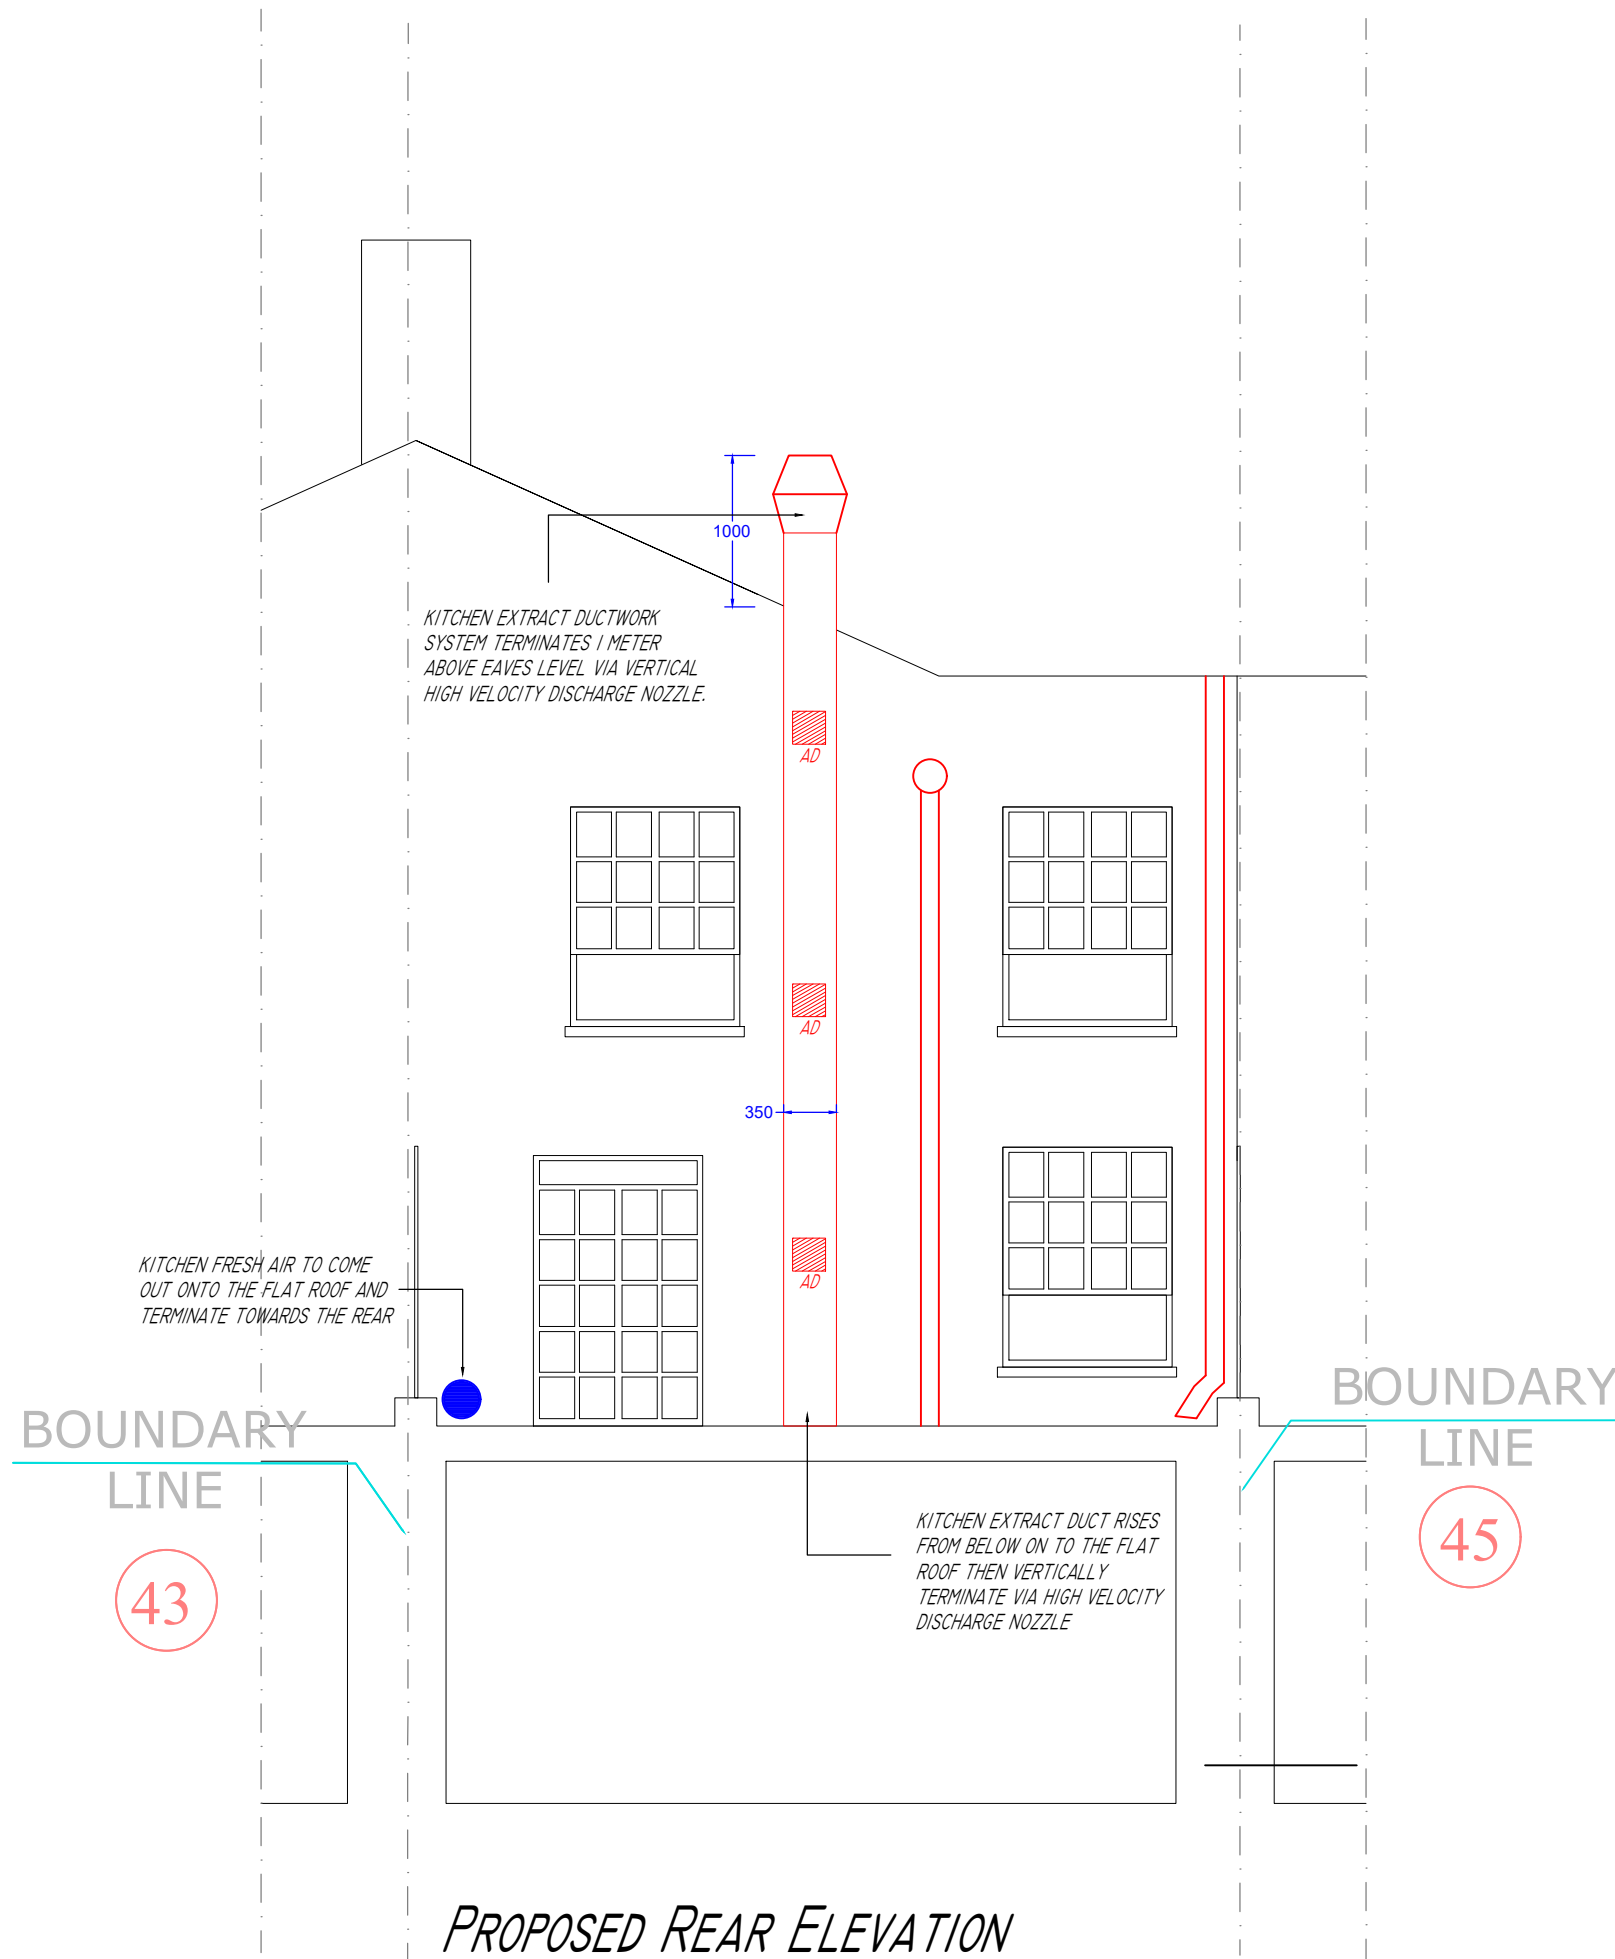 1000
KITCHEN EXTRACT DUCTWORK
SYSTEM TERMINATES 1 METER
ABOVE EAVES LEVEL VIA VERTICAL
HIGH VELOCITY DISCHARGE NOZZLE.
AD
AD
350
AD
KITCHEN FRESH AIR TO COME
OUT ONTO THE FLAT ROOF AND
TERMINATE TOWARDS THE REAR
BOUNDARY
LINE
43
BOUNDARY
LINE
45
KITCHEN EXTRACT DUCT RISES
FROM BELOW ON TO THE FLAT
ROOF THEN VERTICALLY
TERMINATE VIA HIGH VELOCITY
DISCHARGE NOZZLE
PROPOSED REAR ELEVATION